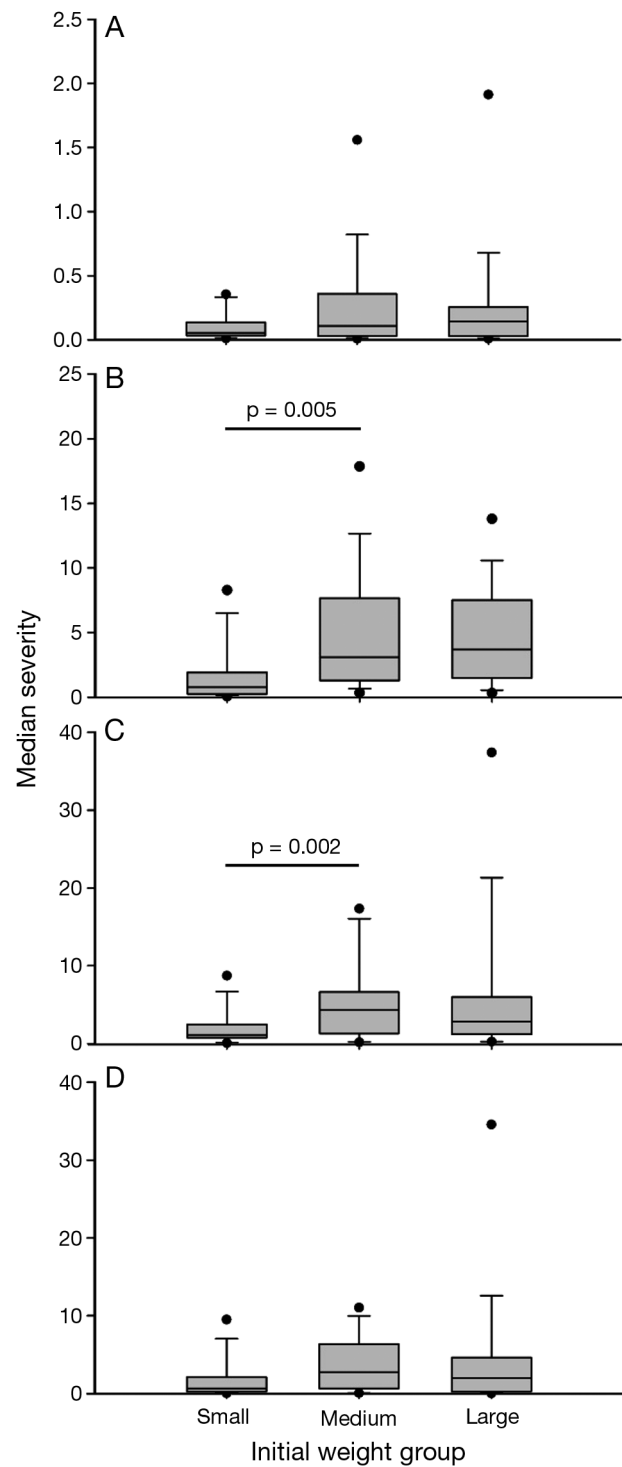 A
2.5
2.0
1.5
1.0
0.5
0.0
B
25
20
15
10
5
0
p = 0.005
C
40
30
20
10
0
p = 0.002
D
40
30
20
10
0
Median severity
Small Medium Large
Initial weight group